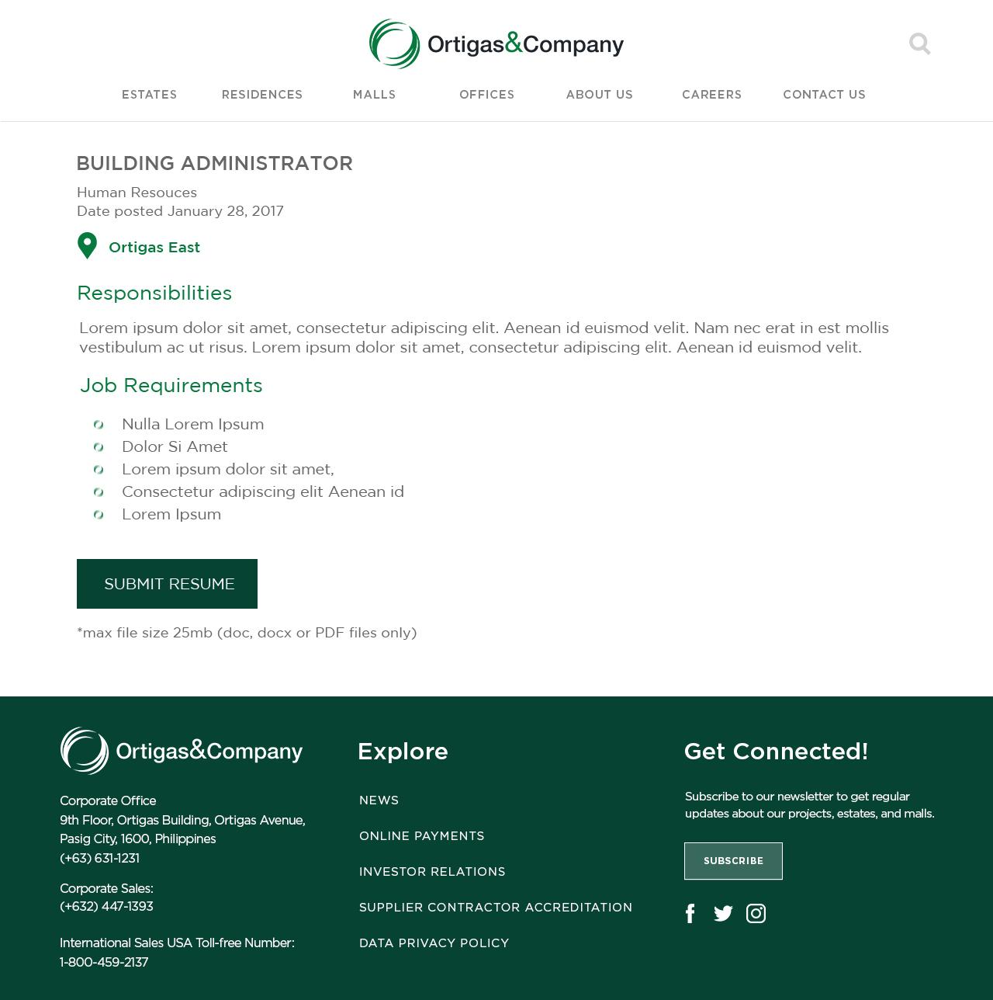 Ortigas&Company
ESTATES RESIDENCES MALLS OFFICES ABOUT US CAREERS CONTACT US
BUILDING ADMINISTRATOR
Human Resouces
Date posted January 28, 2017
Ortigas East
Responsibilities
Lorem ipsum dolor sit amet, consectetur adipiscing elit. Aenean id euismod velit. Nam nec erat in est mollis
vestibulum ac ut risus. Lorem ipsum dolor sit amet, consectetur adipiscing elit. Aenean id euismod velit.
Job Requirements
Nulla Lorem Ipsum
Dolor Si Amet
Lorem ipsum dolor sit amet,
Consectetur adipiscing elit Aenean id
Lorem Ipsum
SUBMIT RESUME
*max file size 25mb (doc, docx or PDF files only)
Ortigas&Company
Corporate Office
9th Floor, Ortigas Building, Ortigas Avenue,
Pasig City, 1600, Philippines
(+63) 631-1231
Corporate Sales:
(+632) 447-1393
International Sales USA Toll-free Number:
1-800-459-2137
Explore
NEWS
ONLINE PAYMENTS
INVESTOR RELATIONS
SUPPLIER CONTRACTOR ACCREDITATION
DATA PRIVACY POLICY
Get Connected!
Subscribe to our newsletter to get regular
updates about our projects, estates, and malls.
SUBSCRIBE